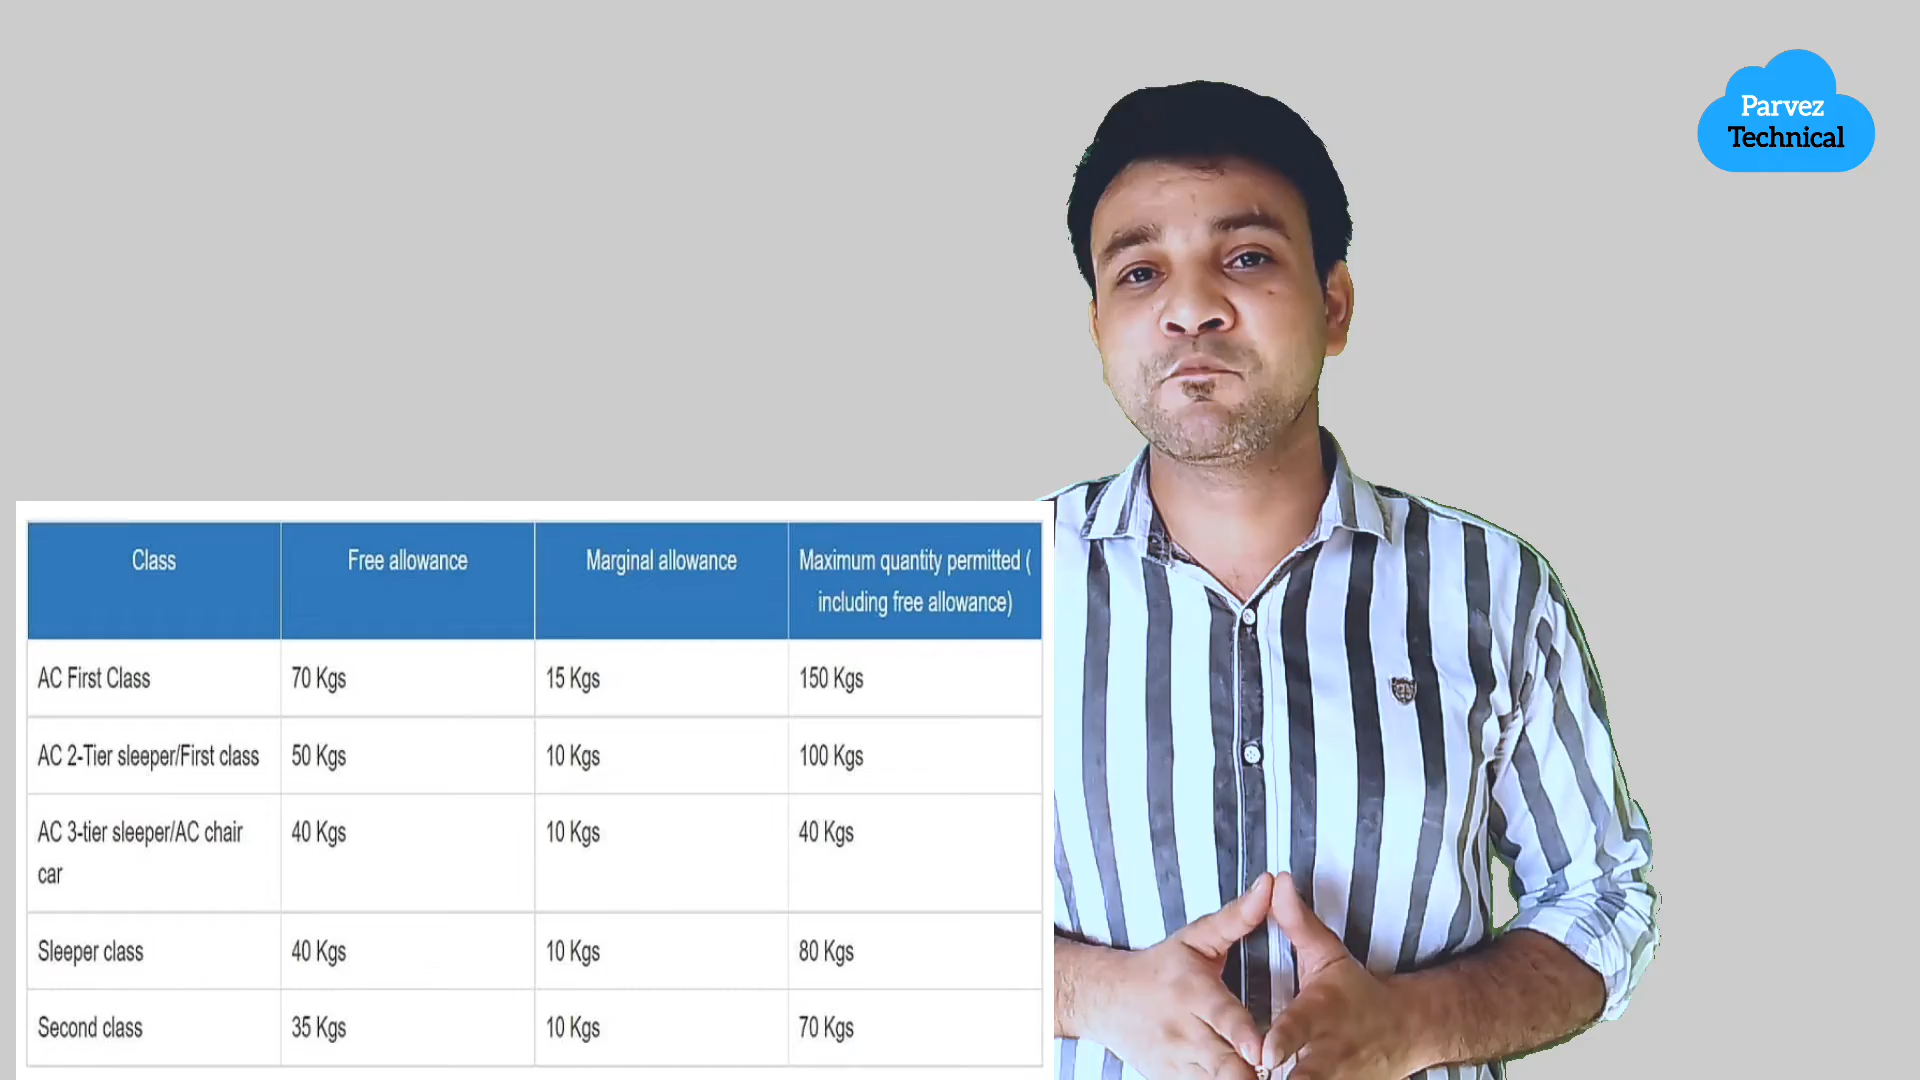 Parvez
Technical
Class Free allowance Marginal allowance Maximum quantity permitted (
including free allowance)
AC First Class 70 Kgs 15 Kgs 150 Kgs
AC 2-Tier sleeper/First class 50 Kgs 10 Kgs 100 Kgs
AC 3-tier sleeper/AC chair 40 Kgs 10 Kgs 40 Kgs
car
Sleeper class 40 Kgs 10 Kgs 80 Kgs
Second class 35 Kgs 10 Kgs 70 Kgs